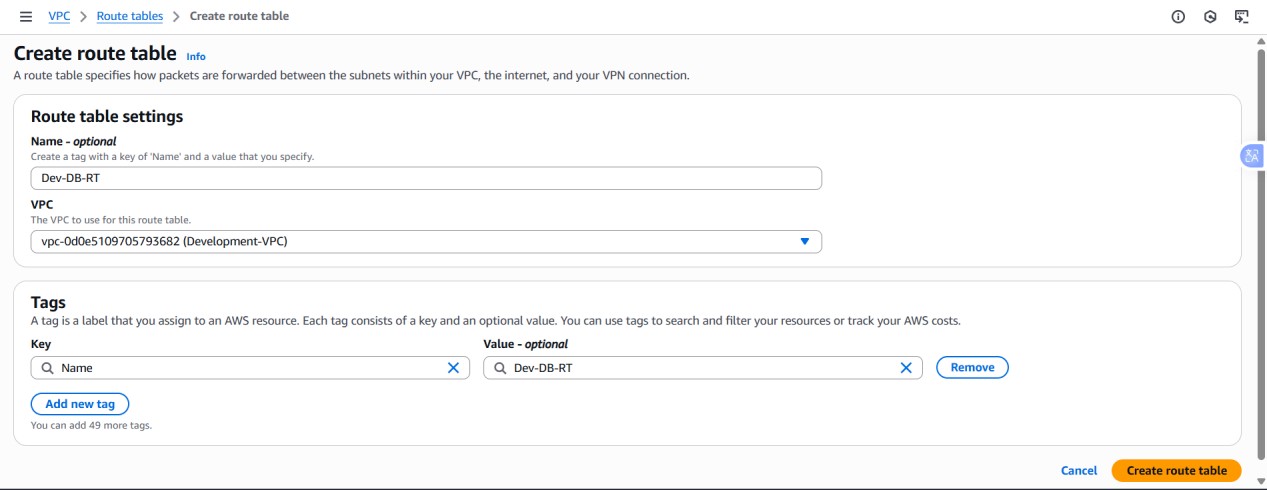 VPC > Route tables > Create route table
Create route table Info
A route table specifies how packets are forwarded between the subnets within your VPC, the internet, and your VPN connection.
Route table settings
Name - optional
Create a tag with a key of 'Name' and a value that you specify.
Dev-DB-RT
VPC
The VPC to use for this route table.
vpc-0d0e5109705793682 (Development-VPC)
Tags
A tag is a label that you assign to an AWS resource. Each tag consists of a key and an optional value. You can use tags to search and filter your resources or track your AWS costs.
Key Value - optional
Name Dev-DB-RT Remove
Add new tag
You can add 49 more tags.
Cancel Create route table